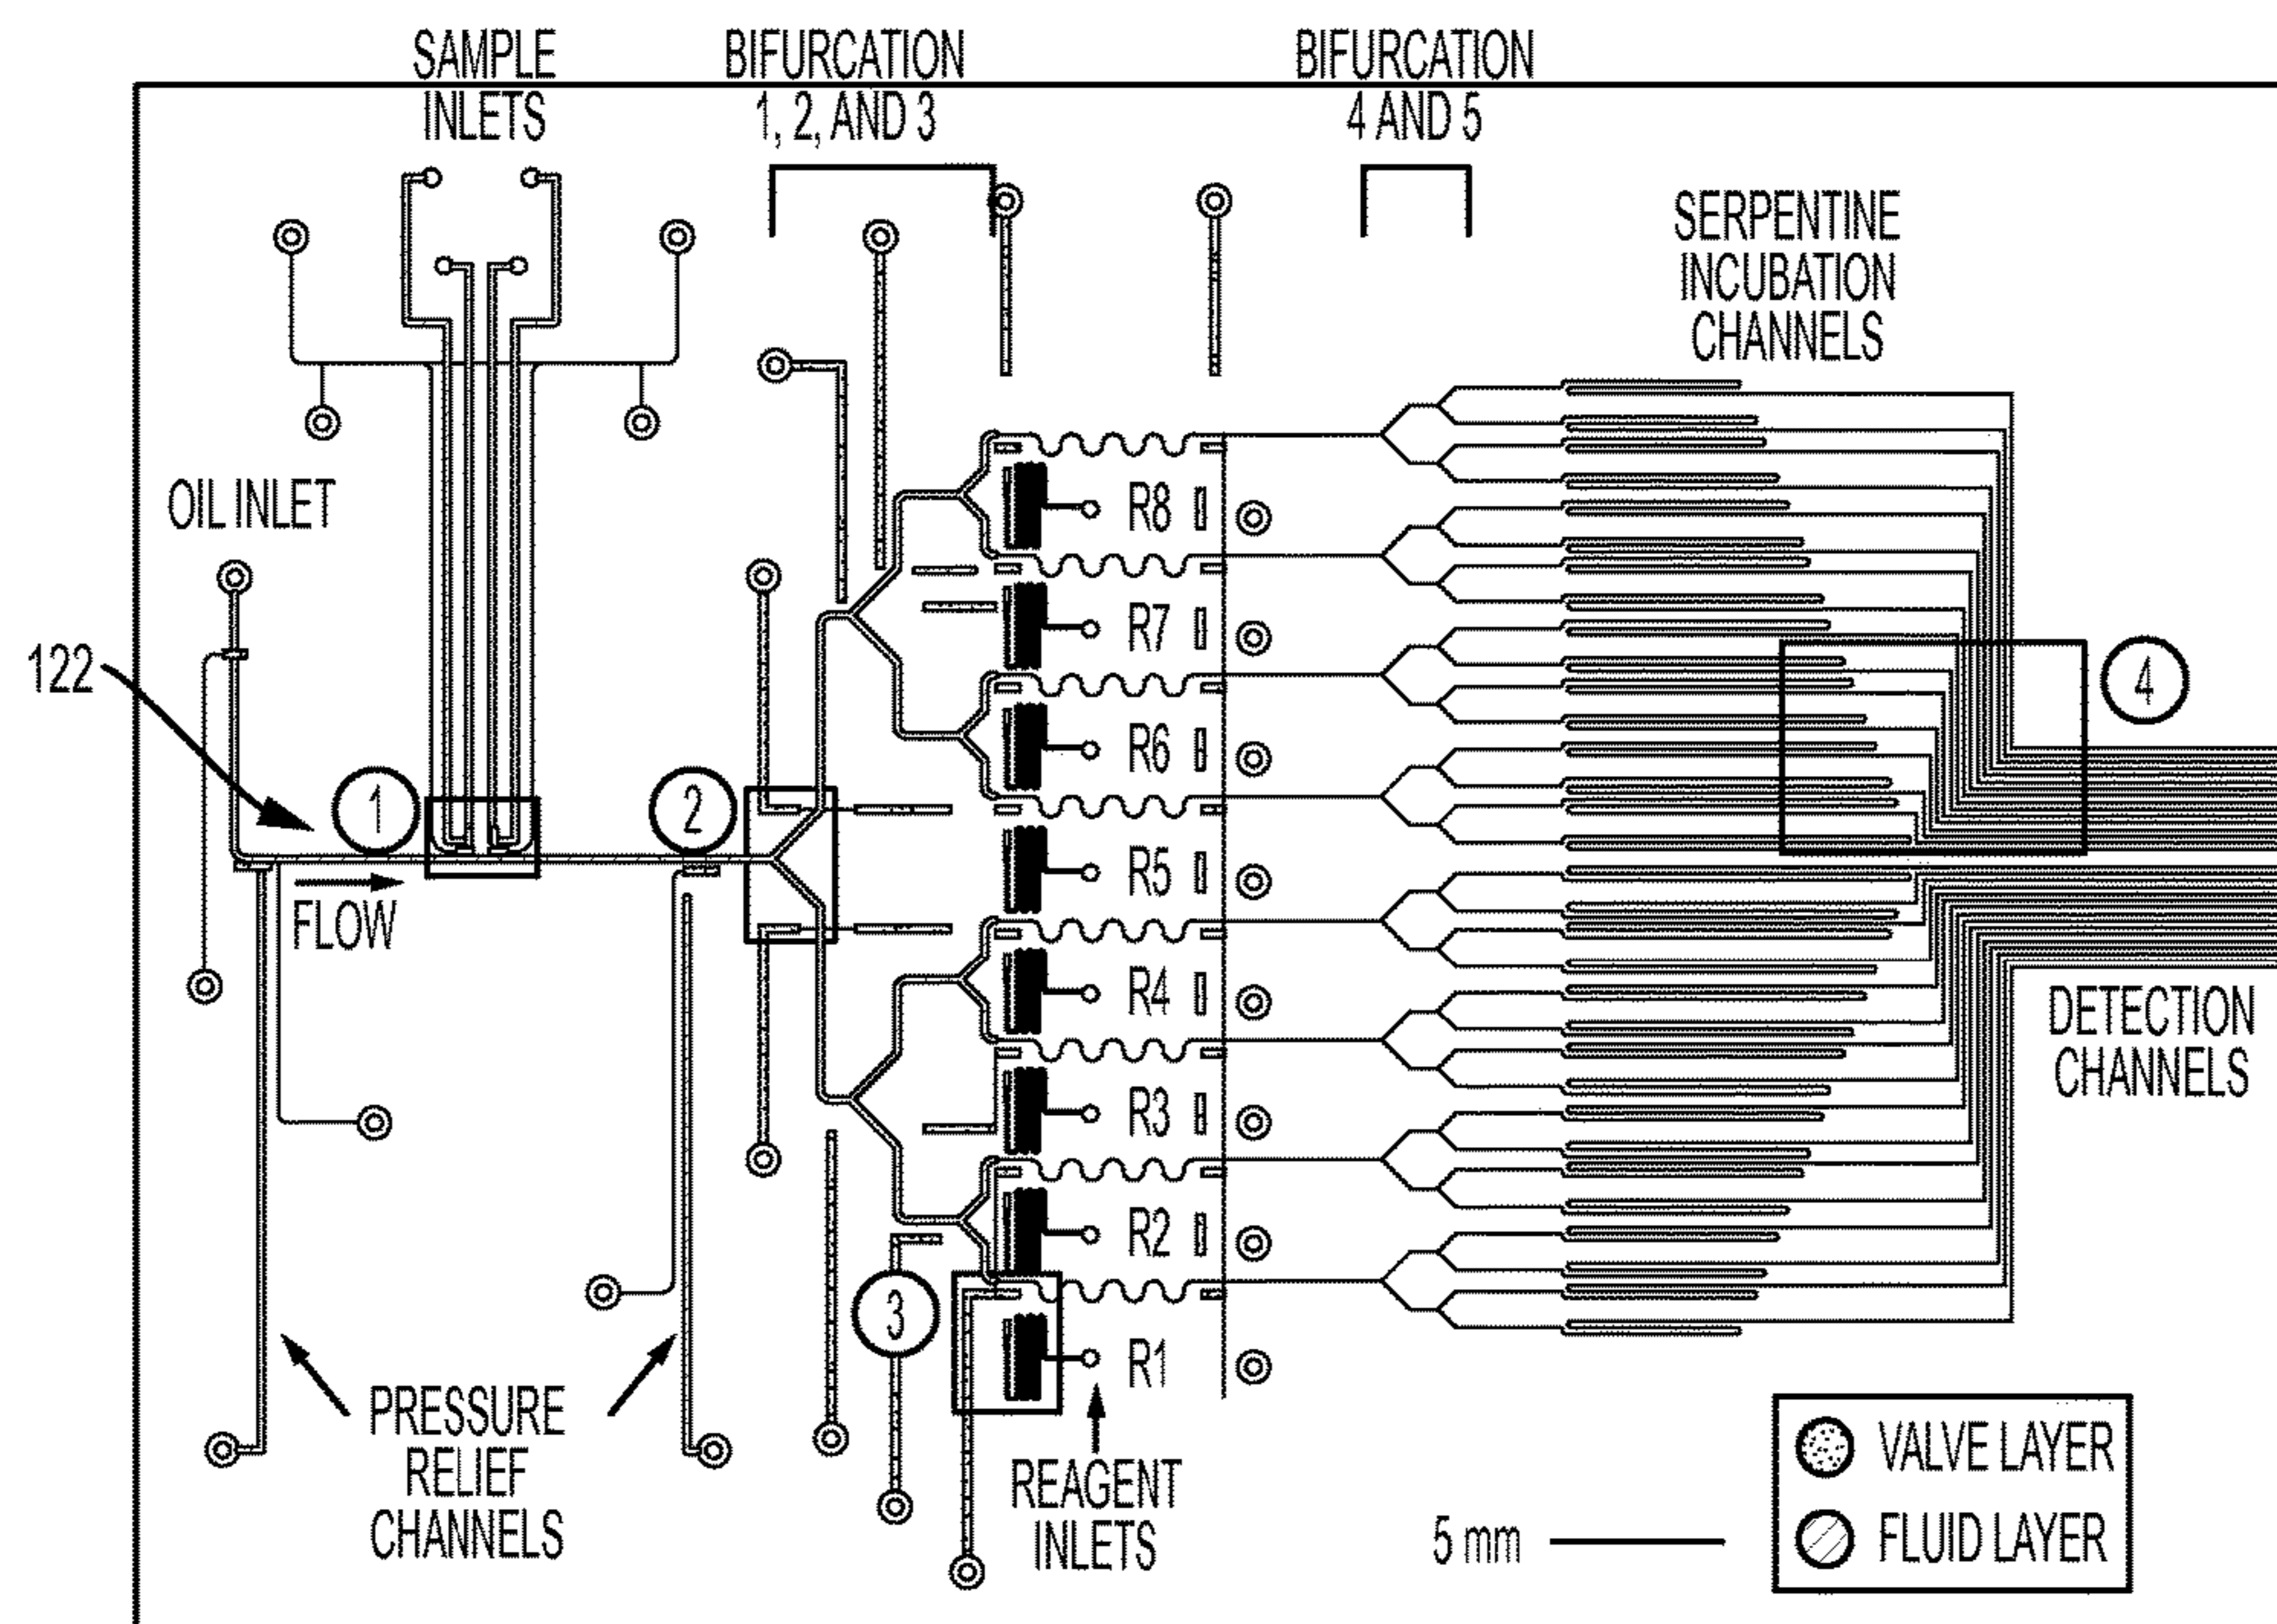 SAMPLE
INLETS
BIFURCATION
1, 2, AND 3
BIFURCATION
4 AND 5
SERPENTINE
INCUBATION
CHANNELS
OIL INLET
122
1
2
FLOW
R8
R7
R6
R5
R4
R3
R2
R1
3
4
DETECTION
CHANNELS
PRESSURE
RELIEF
CHANNELS
REAGENT
INLETS
5 mm
VALVE LAYER
FLUID LAYER